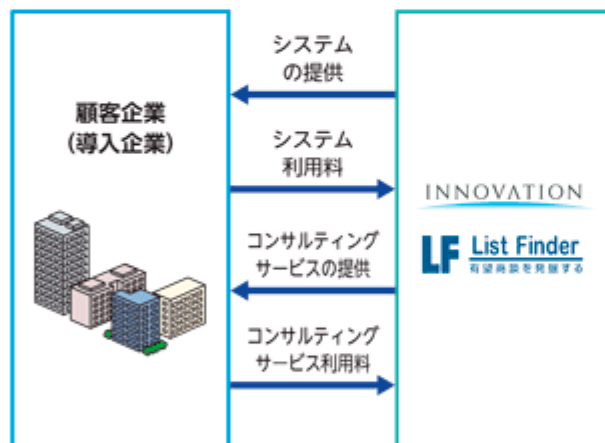 顧客企業
(導入企業)
システム
の提供
システム
利用料
コンサルティング
サービスの提供
コンサルティング
サービス利用料
INNOVATION
LF List Finder
有望商談を発掘する